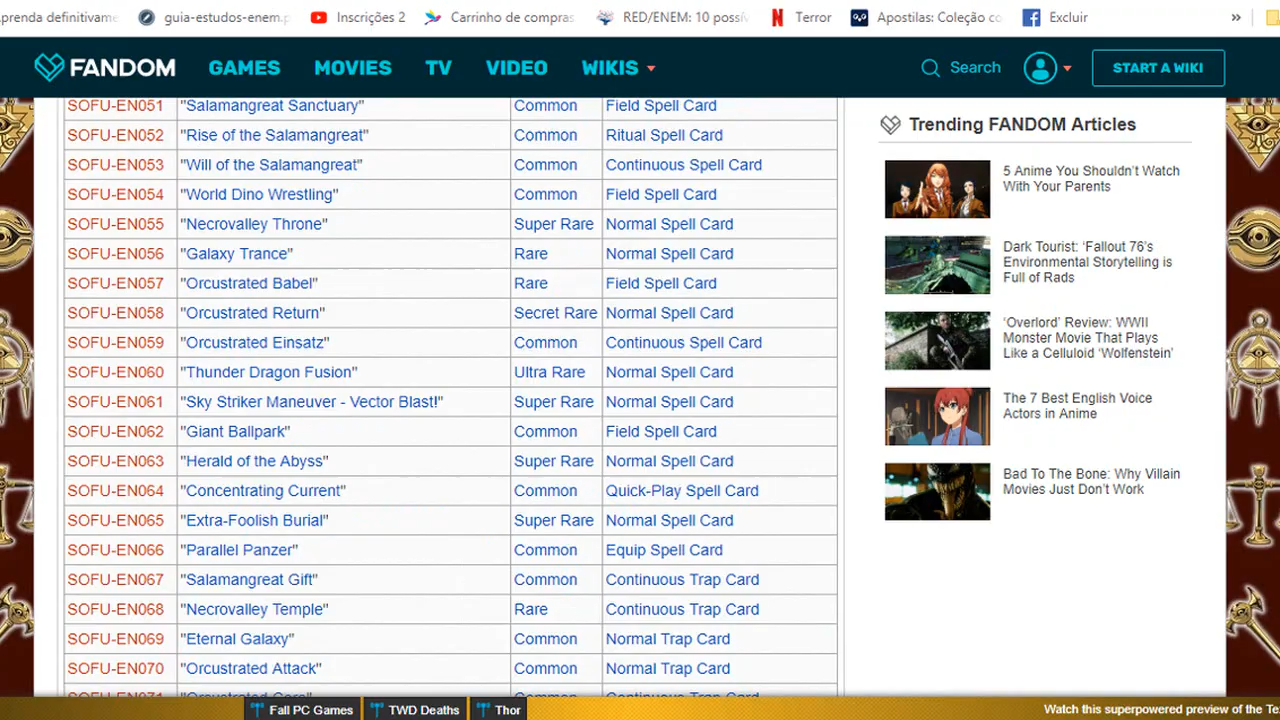 prenda definitivame
guia-estudos-enem.p
Inscrições 2
Carrinho de compras
RED/ENEM: 10 possív
Terror
Apostilas: Coleção co
Excluir
»
FANDOM
GAMES
MOVIES
TV
VIDEO
WIKIS
Search
START A WIKI
SOFU-EN051 "Salamangreat Sanctuary" Common Field Spell Card
SOFU-EN052 "Rise of the Salamangreat" Common Ritual Spell Card
SOFU-EN053 "Will of the Salamangreat" Common Continuous Spell Card
SOFU-EN054 "World Dino Wrestling" Common Field Spell Card
SOFU-EN055 "Necrovalley Throne" Super Rare Normal Spell Card
SOFU-EN056 "Galaxy Trance" Rare Normal Spell Card
SOFU-EN057 "Orcustrated Babel" Rare Field Spell Card
SOFU-EN058 "Orcustrated Return" Secret Rare Normal Spell Card
SOFU-EN059 "Orcustrated Einsatz" Common Continuous Spell Card
SOFU-EN060 "Thunder Dragon Fusion" Ultra Rare Normal Spell Card
SOFU-EN061 "Sky Striker Maneuver - Vector Blast!" Super Rare Normal Spell Card
SOFU-EN062 "Giant Ballpark" Common Field Spell Card
SOFU-EN063 "Herald of the Abyss" Super Rare Normal Spell Card
SOFU-EN064 "Concentrating Current" Common Quick-Play Spell Card
SOFU-EN065 "Extra-Foolish Burial" Super Rare Normal Spell Card
SOFU-EN066 "Parallel Panzer" Common Equip Spell Card
SOFU-EN067 "Salamangreat Gift" Common Continuous Trap Card
SOFU-EN068 "Necrovalley Temple" Rare Continuous Trap Card
SOFU-EN069 "Eternal Galaxy" Common Normal Trap Card
SOFU-EN070 "Orcustrated Attack" Common Normal Trap Card
SOFU-EN071 "Orcustrated Core" Common Continuous Trap Card
Trending FANDOM Articles
5 Anime You Shouldn't Watch
With Your Parents
Dark Tourist: 'Fallout 76's
Environmental Storytelling is
Full of Rads
'Overlord' Review: WWII
Monster Movie That Plays
Like a Celluloid 'Wolfenstein'
The 7 Best English Voice
Actors in Anime
Bad To The Bone: Why Villain
Movies Just Don't Work
Fall PC Games
TWD Deaths
Thor
Watch this superpowered preview of the Te